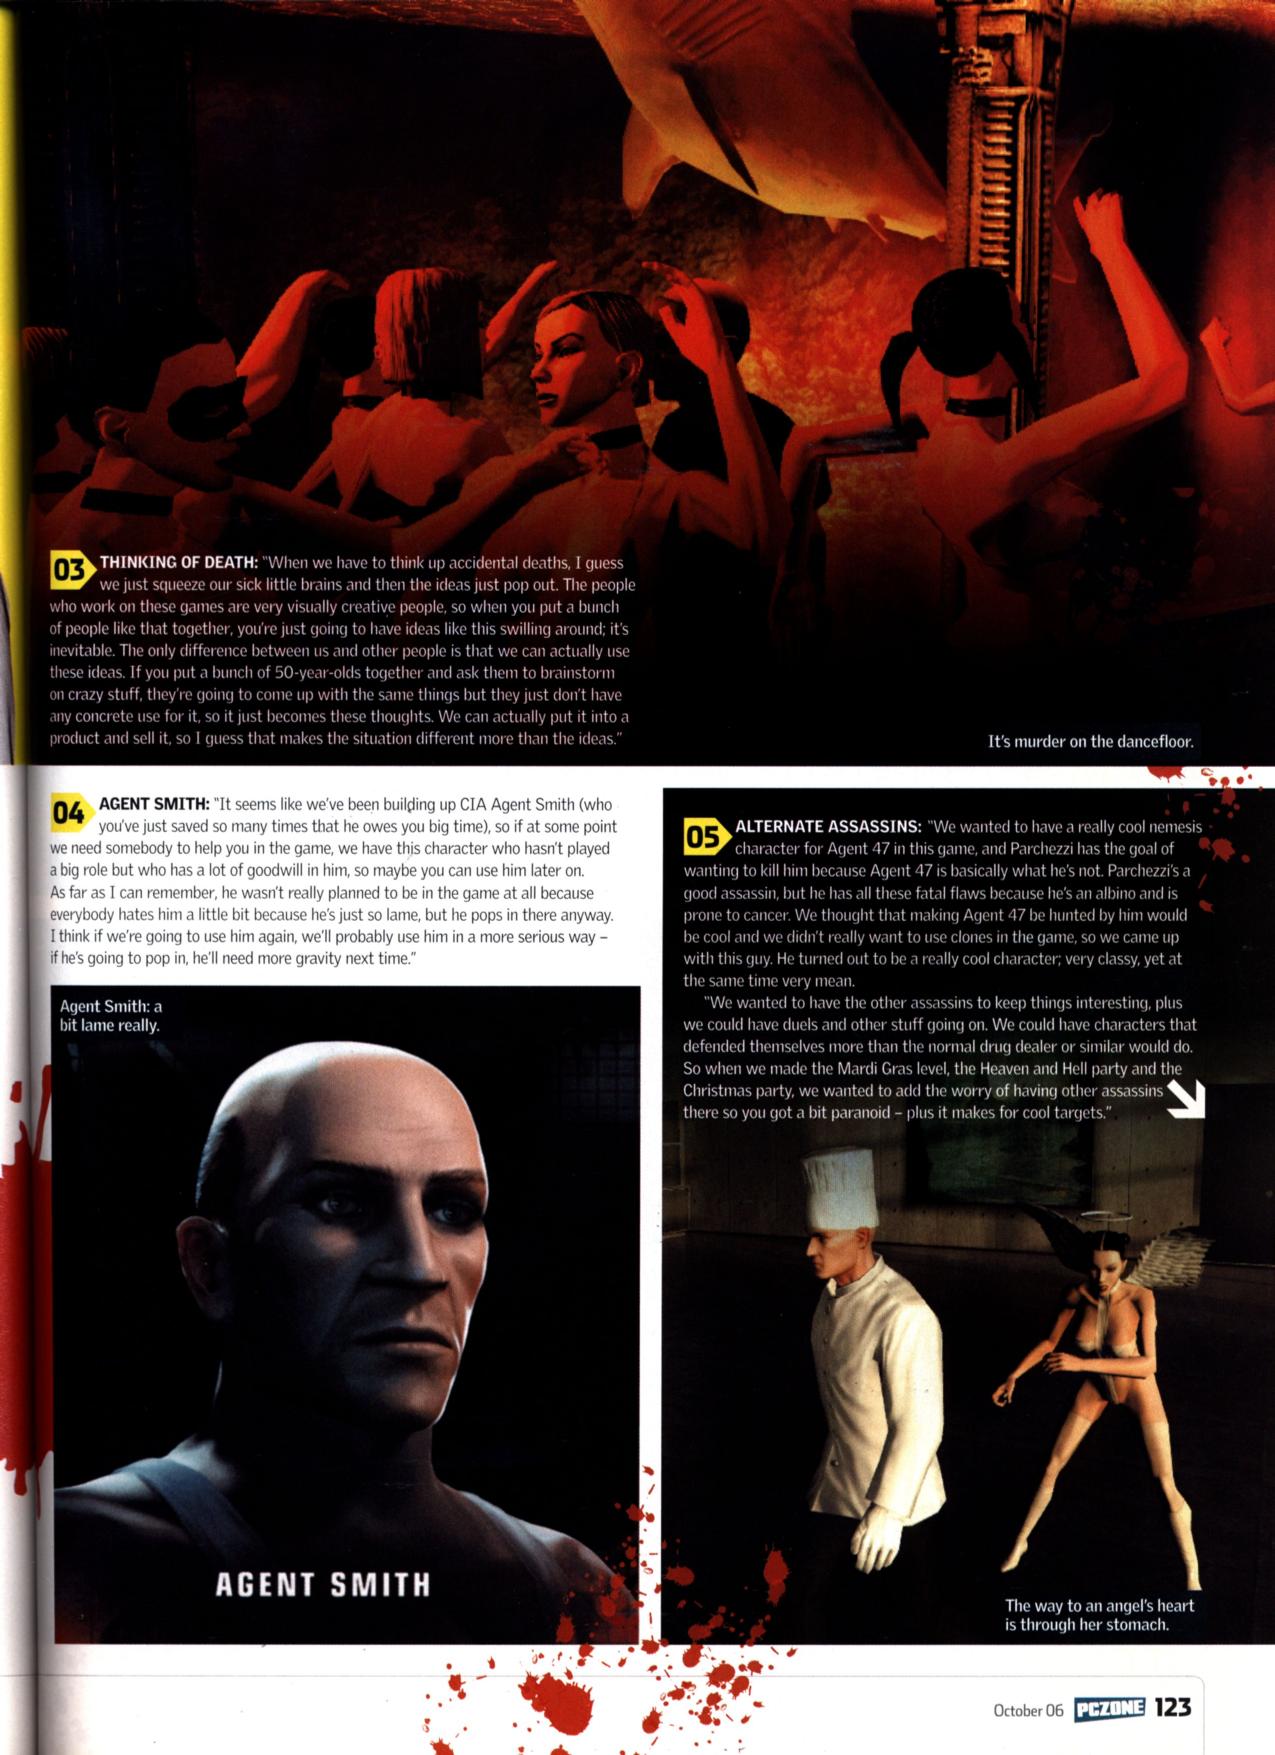 03 THINKING OF DEATH: "When we have to think up accidental deaths, I guess
we just squeeze our sick little brains and then the ideas just pop out. The people
who work on these games are very visually creative people, so when you put a bunch
of people like that together, you're just going to have ideas like this swilling around; it's
inevitable. The only difference between us and other people is that we can actually use
these ideas. If you put a bunch of 50-year-olds together and ask them to brainstorm
on crazy stuff, they're going to come up with the same things but they just don't have
any concrete use for it, so it just becomes these thoughts. We can actually put it into a
product and sell it, so I guess that makes the situation different more than the ideas."
It's murder on the dancefloor.
04 AGENT SMITH: "It seems like we've been building up CIA Agent Smith (who
you've just saved so many times that he owes you big time), so if at some point
we need somebody to help you in the game, we have this character who hasn't played
a big role but who has a lot of goodwill in him, so maybe you can use him later on.
As far as I can remember, he wasn't really planned to be in the game at all because
everybody hates him a little bit because he's just so lame, but he pops in there anyway.
I think if we're going to use him again, we'll probably use him in a more serious way –
if he's going to pop in, he'll need more gravity next time."
Agent Smith: a
bit lame really.
AGENT SMITH
05 ALTERNATE ASSASSINS: "We wanted to have a really cool nemesis
character for Agent 47 in this game, and Parchezzi has the goal of
wanting to kill him because Agent 47 is basically what he's not. Parchezzi's a
good assassin, but he has all these fatal flaws because he's an albino and is
prone to cancer. We thought that making Agent 47 be hunted by him would
be cool and we didn't really want to use clones in the game, so we came up
with this guy. He turned out to be a really cool character; very classy, yet at
the same time very mean.
"We wanted to have the other assassins to keep things interesting, plus
we could have duels and other stuff going on. We could have characters that
defended themselves more than the normal drug dealer or similar would do.
So when we made the Mardi Gras level, the Heaven and Hell party and the
Christmas party, we wanted to add the worry of having other assassins
there so you got a bit paranoid – plus it makes for cool targets."
The way to an angel's heart
is through her stomach.
October 06 PCZONE 123